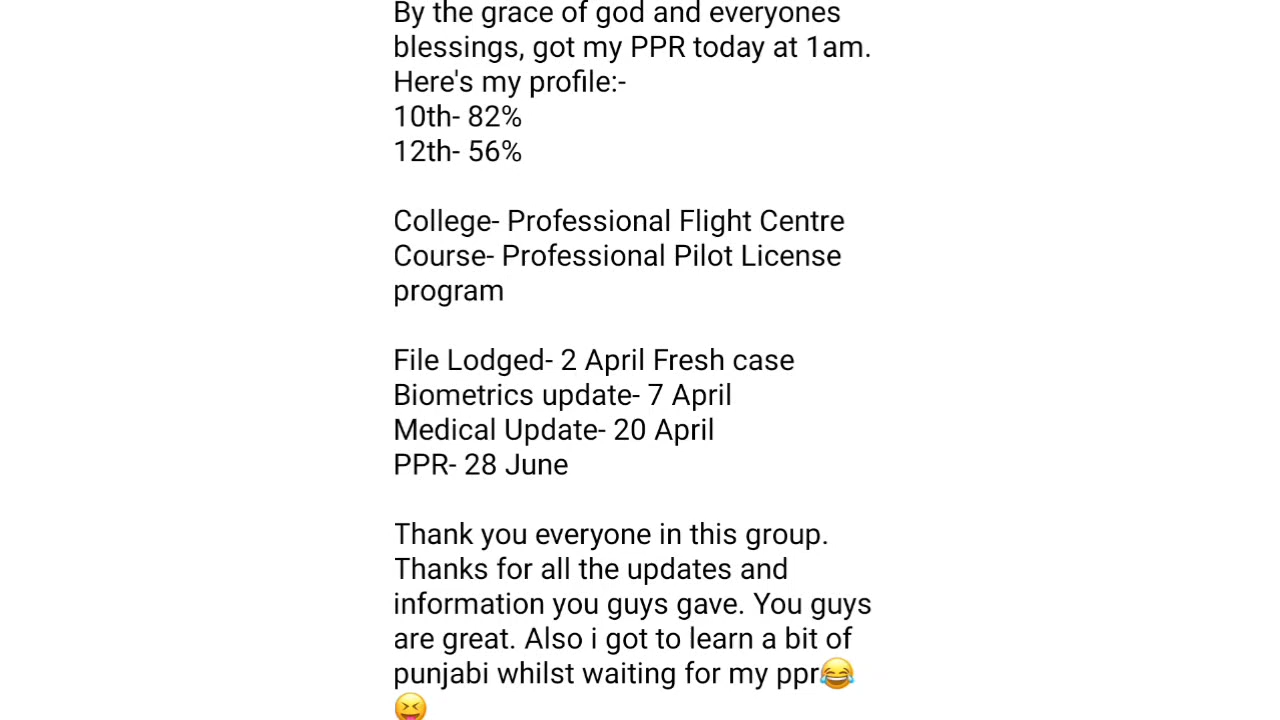 By the grace of god and everyones
blessings, got my PPR today at 1am.
Here's my profile:-
10th- 82%
12th- 56%
College- Professional Flight Centre
Course- Professional Pilot License
program
File Lodged- 2 April Fresh case
Biometrics update- 7 April
Medical Update- 20 April
PPR- 28 June
Thank you everyone in this group.
Thanks for all the updates and
information you guys gave. You guys
are great. Also i got to learn a bit of
punjabi whilst waiting for my ppr😂
😝